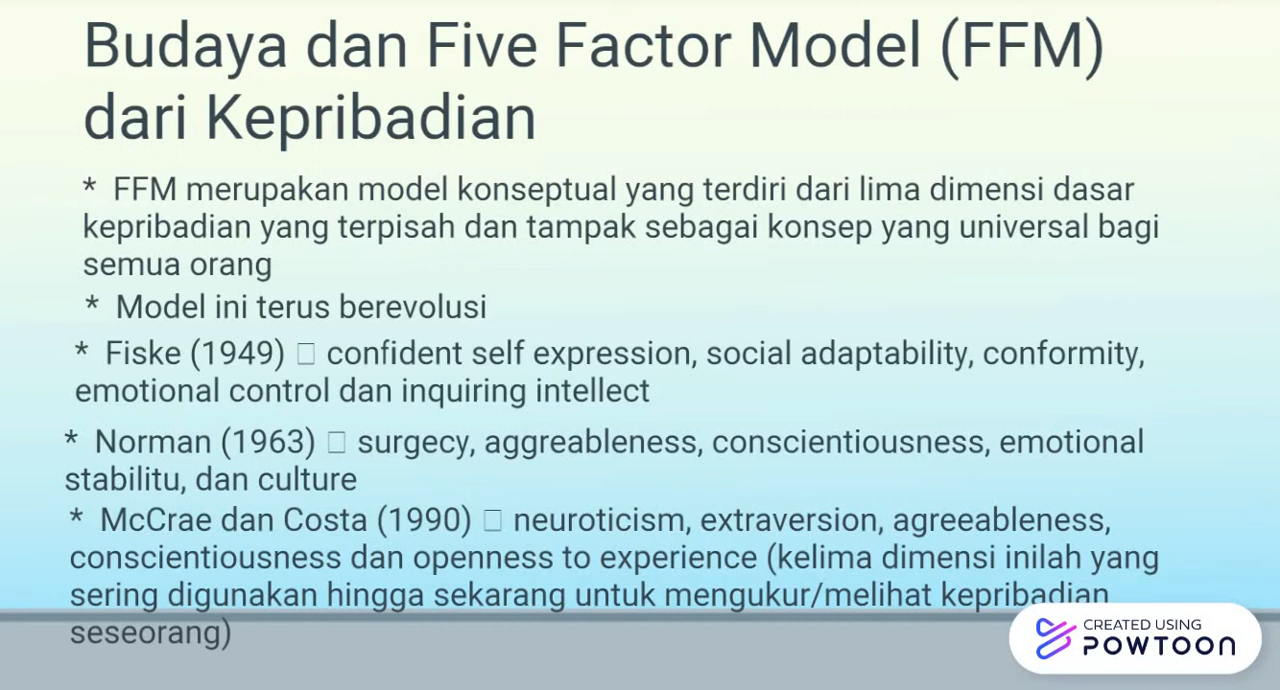 Budaya dan Five Factor Model (FFM)
dari Kepribadian
* FFM merupakan model konseptual yang terdiri dari lima dimensi dasar
kepribadian yang terpisah dan tampak sebagai konsep yang universal bagi
semua orang
* Model ini terus berevolusi
* Fiske (1949) □ confident self expression, social adaptability, conformity,
emotional control dan inquiring intellect
* Norman (1963) □ surgecy, aggreableness, conscientiousness, emotional
stabilitu, dan culture
* McCrae dan Costa (1990) □ neuroticism, extraversion, agreeableness,
conscientiousness dan openness to experience (kelima dimensi inilah yang
sering digunakan hingga sekarang untuk mengukur/melihat kepribadian
seseorang)
CREATED USING
POWTOON